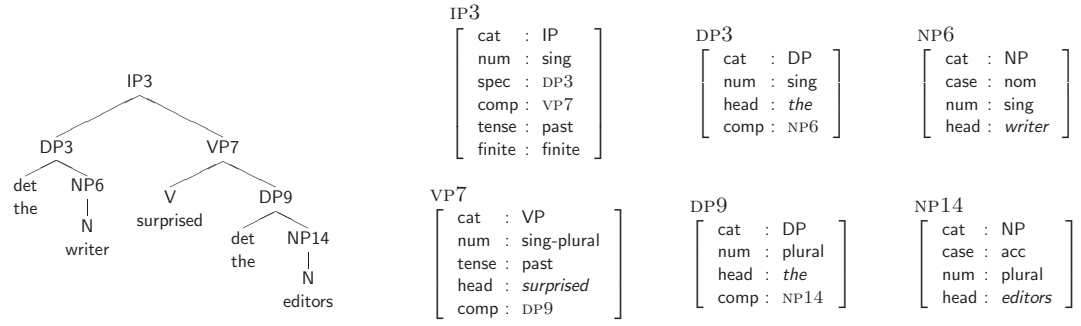 IP3
DP3 VP7
det NP6 V DP9
the N surprised det NP14
writer the N
editors
IP3
cat : IP
num : sing
spec : DP3
comp : VP7
tense : past
finite : finite
DP3
cat : DP
num : sing
head : the
comp : NP6
NP6
cat : NP
case : nom
num : sing
head : writer
VP7
cat : VP
num : sing-plural
tense : past
head : surprised
comp : DP9
DP9
cat : DP
num : plural
head : the
comp : NP14
NP14
cat : NP
case : acc
num : plural
head : editors